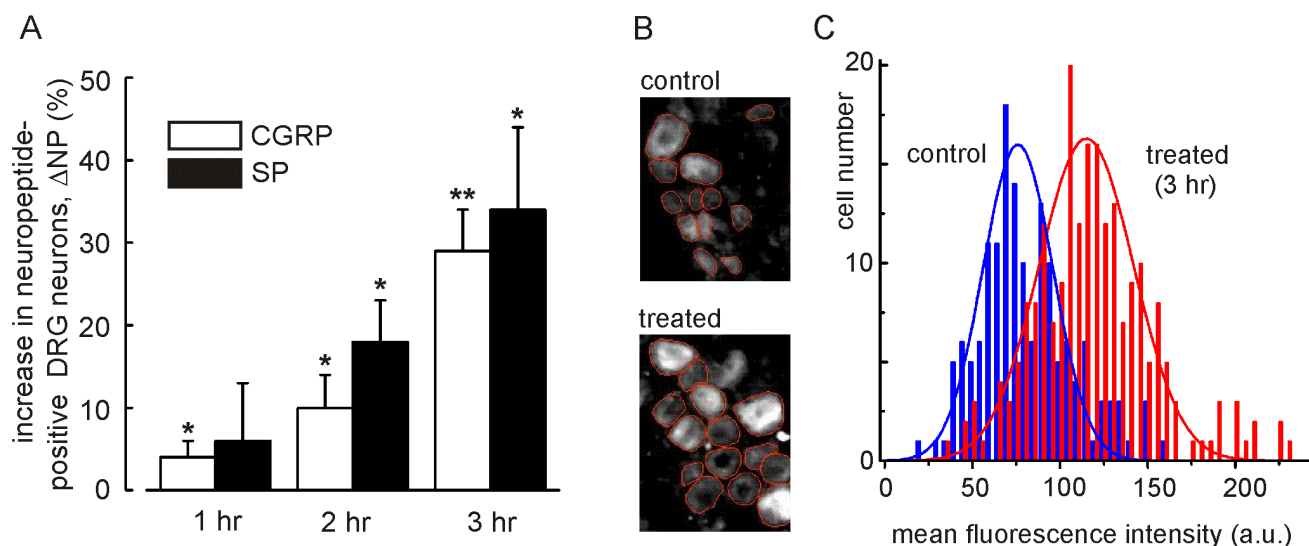 A
increase in neuropeptide-
positive DRG neurons, ΔNP (%)
50
40
30
20
10
0
CGRP
SP
*
*
*
**
*
1 hr
2 hr
3 hr
B
control
treated
C
cell number
20
10
0
control
treated
(3 hr)
0
50
100
150
200
mean fluorescence intensity (a.u.)